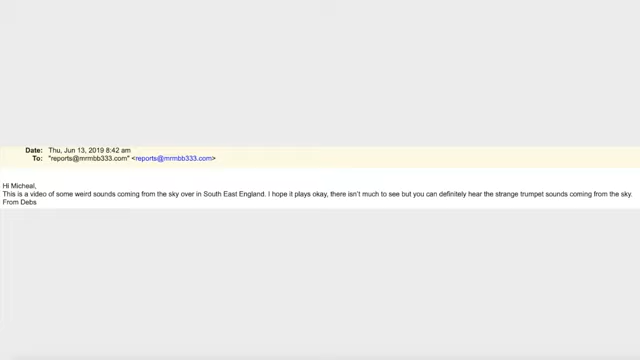 Date: Thu, Jun 13, 2019 8:42 am
To: "reports@mrmbb333.com" <reports@mrmbb333.com>
Hi Micheal,
This is a video of some weird sounds coming from the sky over in South East England. I hope it plays okay, there isn't much to see but you can definitely hear the strange trumpet sounds coming from the sky.
From Debs